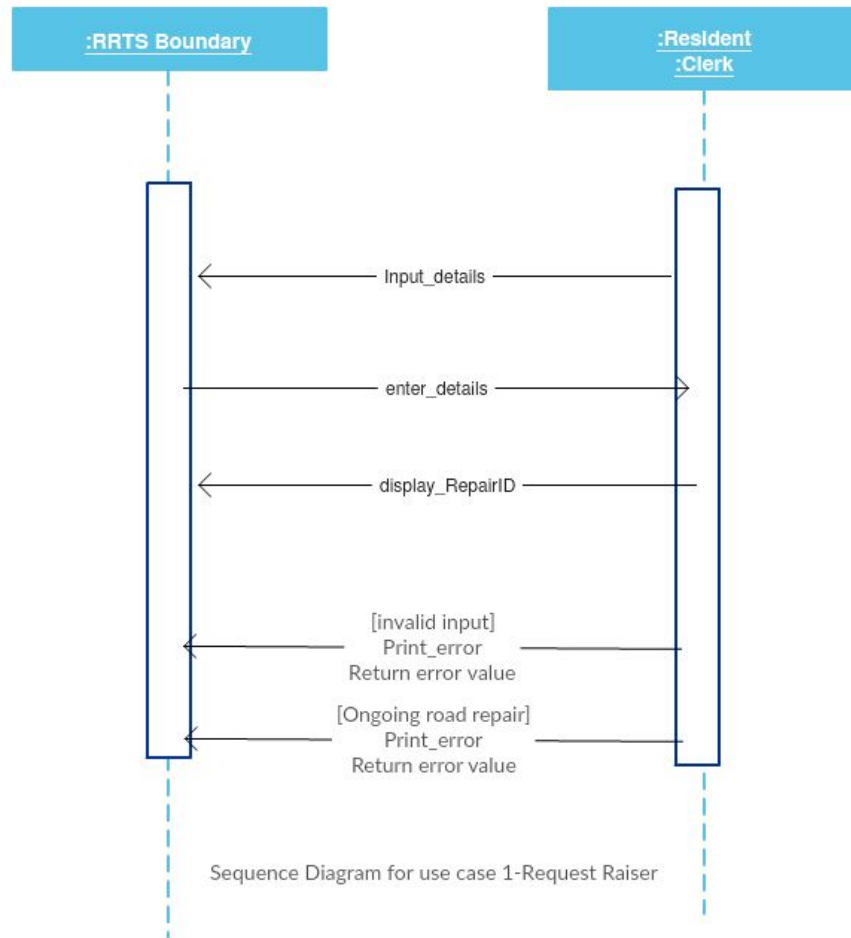 :RRTS Boundary
:Resident
:Clerk
Input_details
enter_details
display_RepairID
[invalid input]
Print_error
Return error value
[Ongoing road repair]
Print_error
Return error value
Sequence Diagram for use case 1-Request Raiser